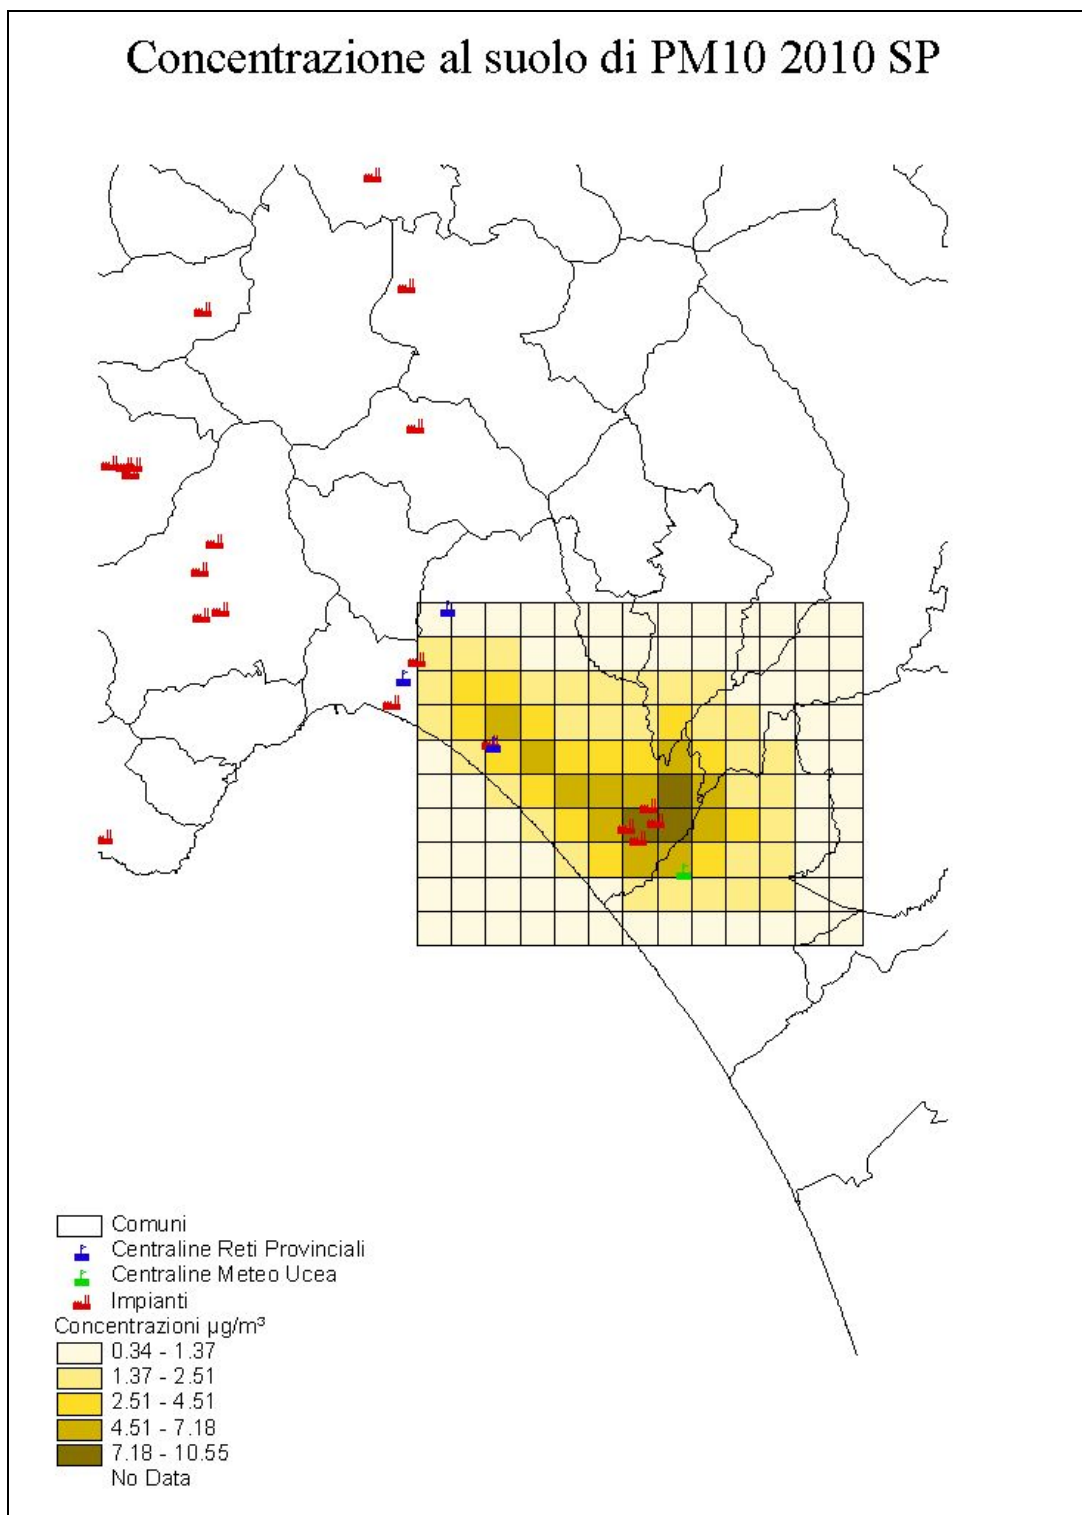 Concentrazione al suolo di PM10 2010 SP
Comuni
Centraline Reti Provinciali
Centraline Meteo Ucea
Impianti
Concentrazioni µg/m³
0.34 - 1.37
1.37 - 2.51
2.51 - 4.51
4.51 - 7.18
7.18 - 10.55
No Data